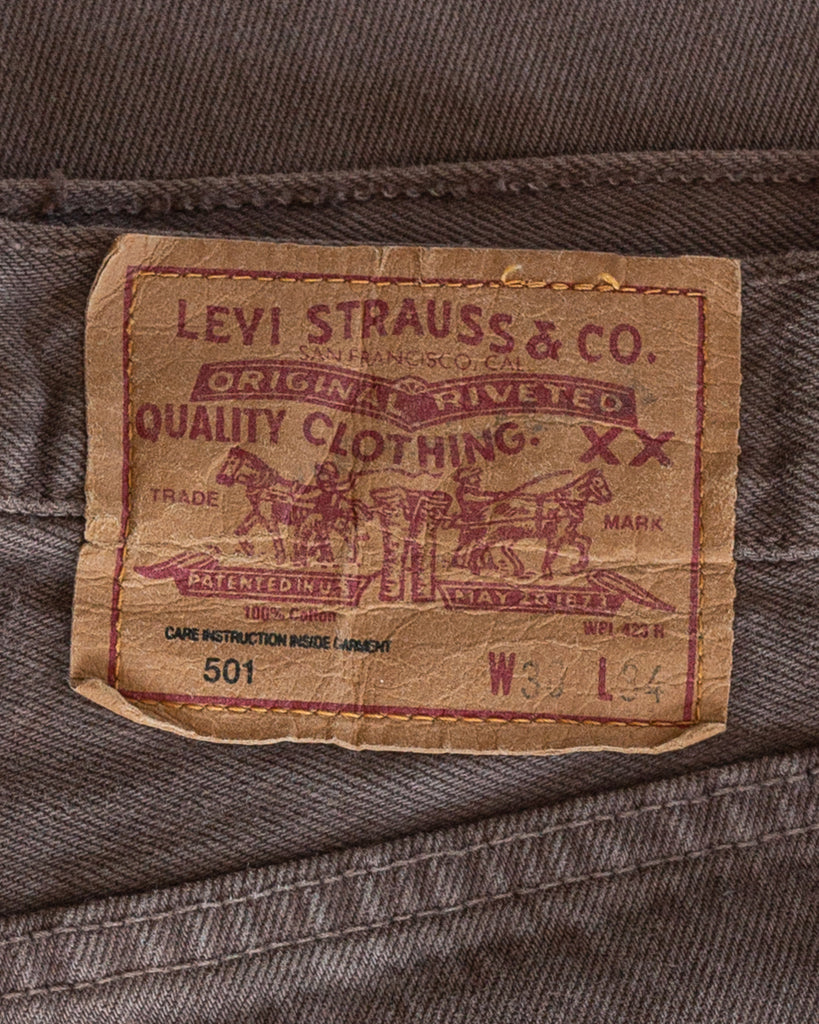 LEVI STRAUSS & CO.
SAN FRANCISCO, CAL
ORIGINAL RIVETED
QUALITY CLOTHING. XX
TRADE MARK
PATENTED IN U.S. MAY 20 1873
100% Cotton WPL 423 R
CARE INSTRUCTION INSIDE GARMENT
501 W L34